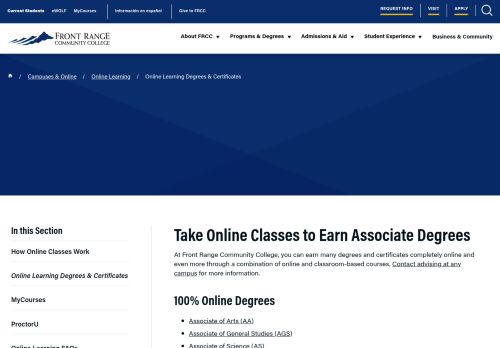 Current Students eWOLF MyCourses Información en español Give to FRCC REQUEST INFO VISIT APPLY
FRONT RANGE
COMMUNITY COLLEGE
About FRCC Programs & Degrees Admissions & Aid Student Experience Business & Community
/ Campuses & Online / Online Learning / Online Learning Degrees & Certificates
In this Section
How Online Classes Work
Online Learning Degrees & Certificates
MyCourses
ProctorU
Online Learning FAQs
Take Online Classes to Earn Associate Degrees
At Front Range Community College, you can earn many degrees and certificates completely online and
even more through a combination of online and classroom-based courses. Contact advising at any
campus for more information.
100% Online Degrees
• Associate of Arts (AA)
• Associate of General Studies (AGS)
• Associate of Science (AS)